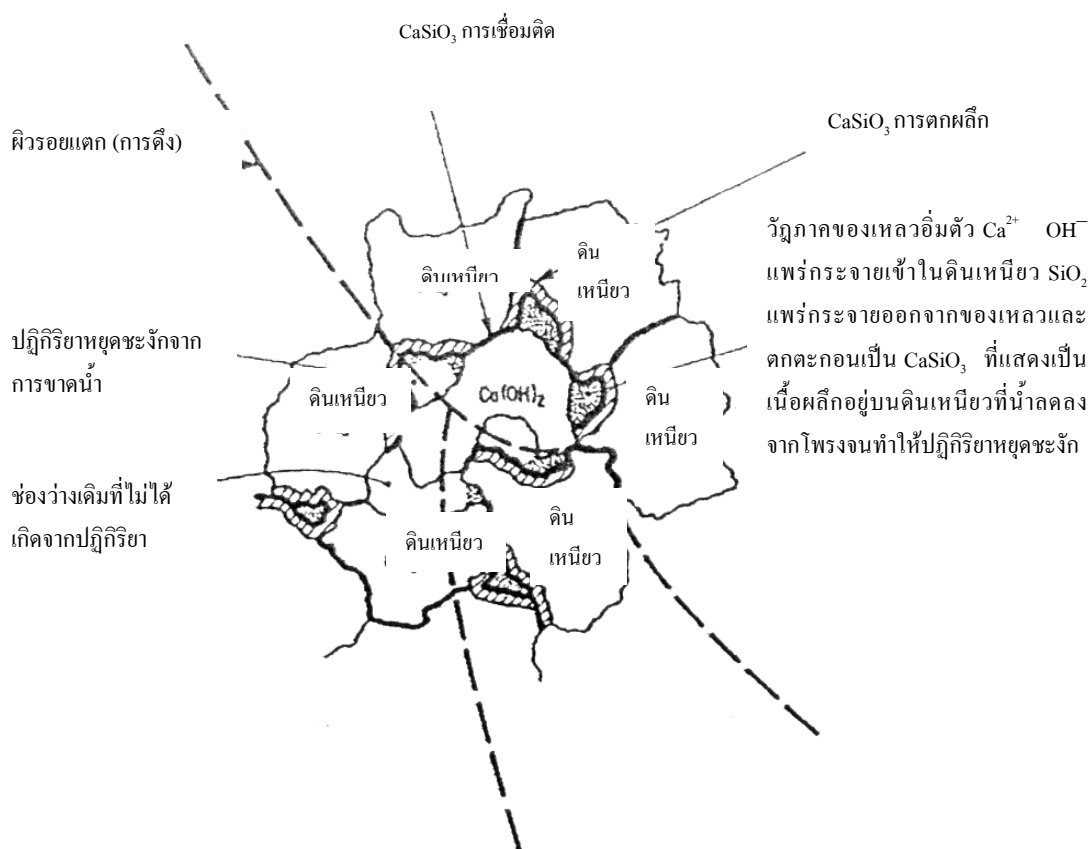 CaSiO₃ การเชื่อมติด
CaSiO₃ การตกผลึก
ผิวรอยแตก (การดึง)
วัฎภาคของเหลวอิ่มตัว Ca²⁺ OH⁻
แพร่กระจายเข้าในดินเหนียว SiO₂
แพร่กระจายออกจากของเหลวและ
ตกตะกอนเป็น CaSiO₃ ที่แสดงเป็น
เนื้อผลึกอยู่บนดินเหนียวที่น้ำลดลง
จากโพรงจนทำให้ปฏิกิริยาหยุดชะงัก
ดินเหนียว
ดิน
เหนียว
ปฏิกิริยาหยุดชะงักจาก
การขาดน้ำ
ดินเหนียว
Ca(OH)₂
ดิน
เหนียว
ช่องว่างเดิมที่ไม่ได้
เกิดจากปฏิกิริยา
ดินเหนียว
ดิน
เหนียว